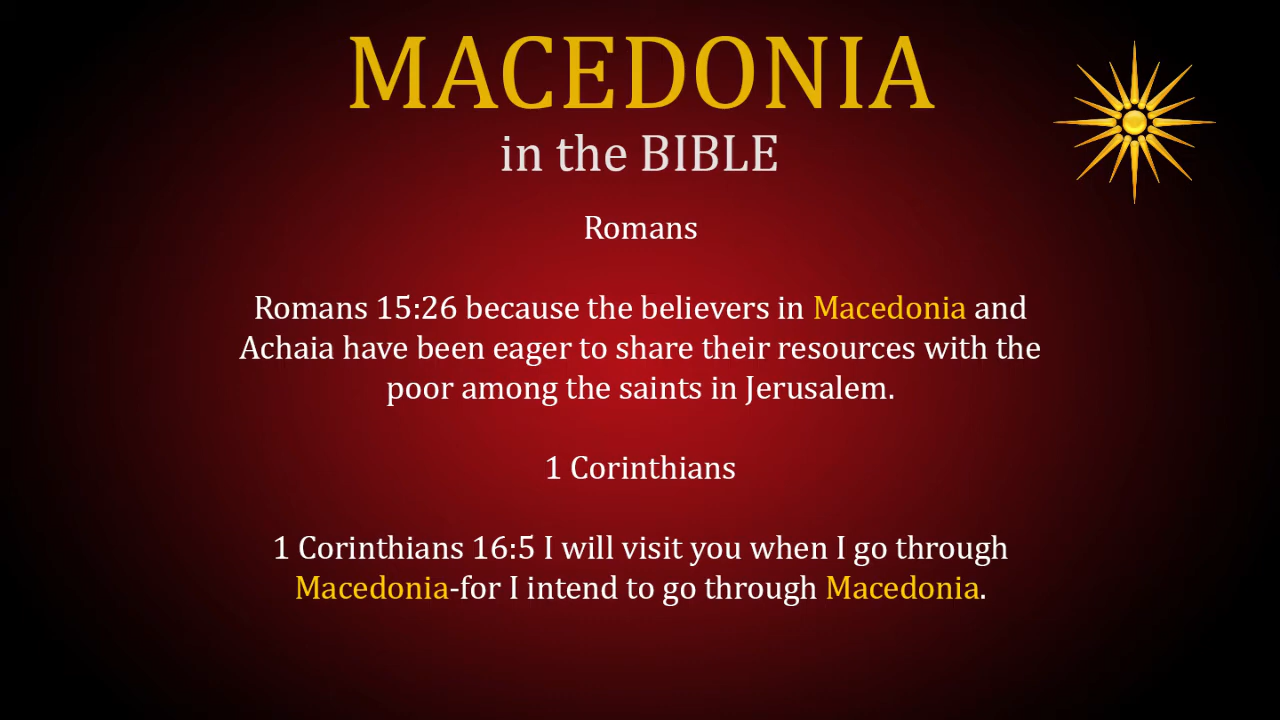 MACEDONIA
in the BIBLE
Romans
Romans 15:26 because the believers in Macedonia and
Achaia have been eager to share their resources with the
poor among the saints in Jerusalem.
1 Corinthians
1 Corinthians 16:5 I will visit you when I go through
Macedonia-for I intend to go through Macedonia.